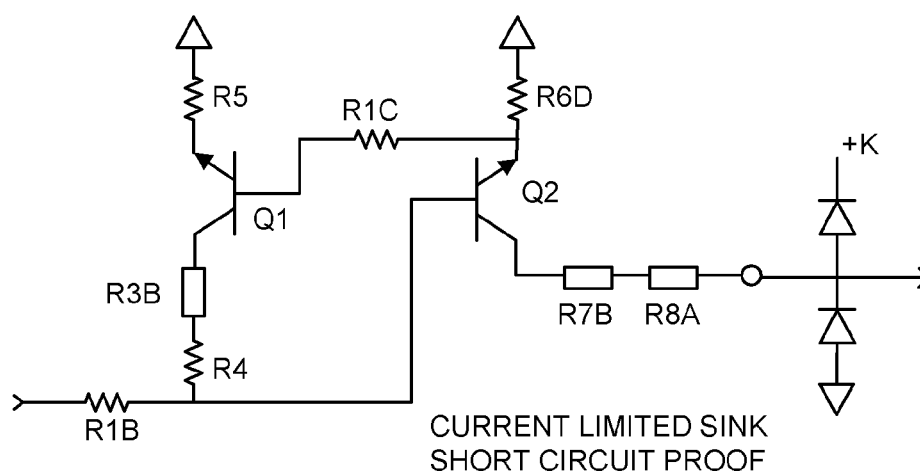 R5
R1C
R6D
+K
Q1
Q2
R3B
R7B
R8A
R4
R1B
CURRENT LIMITED SINK
SHORT CIRCUIT PROOF